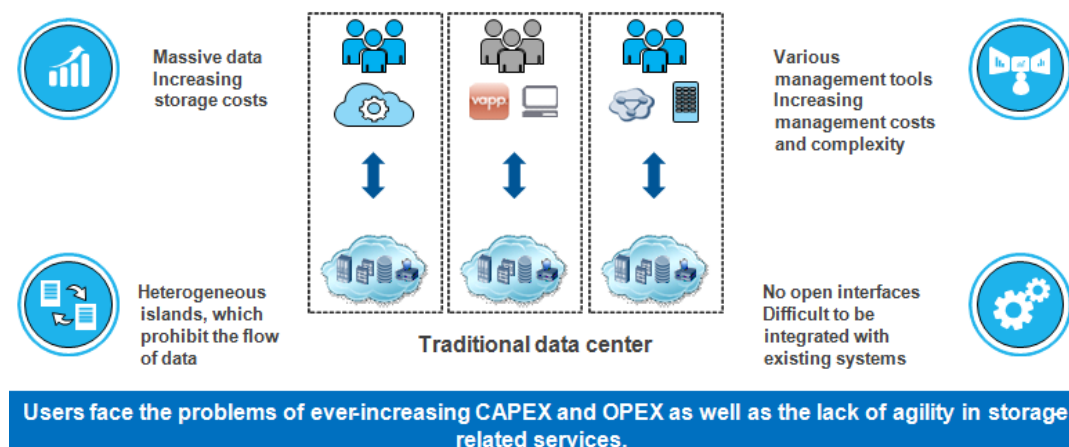 Massive data
Increasing
storage costs
vapp
Various
management tools
Increasing
management costs
and complexity
Heterogeneous
islands, which
prohibit the flow
of data
No open interfaces
Difficult to be
integrated with
existing systems
Traditional data center
Users face the problems of ever-increasing CAPEX and OPEX as well as the lack of agility in storage
related services.